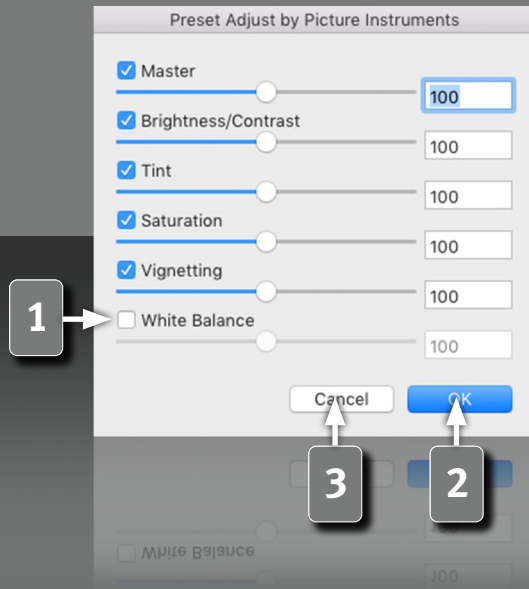 Preset Adjust by Picture Instruments
Master
100
Brightness/Contrast
100
Tint
100
Saturation
100
Vignetting
100
1
White Balance
100
Cancel
OK
3
2
100
White Balance
100